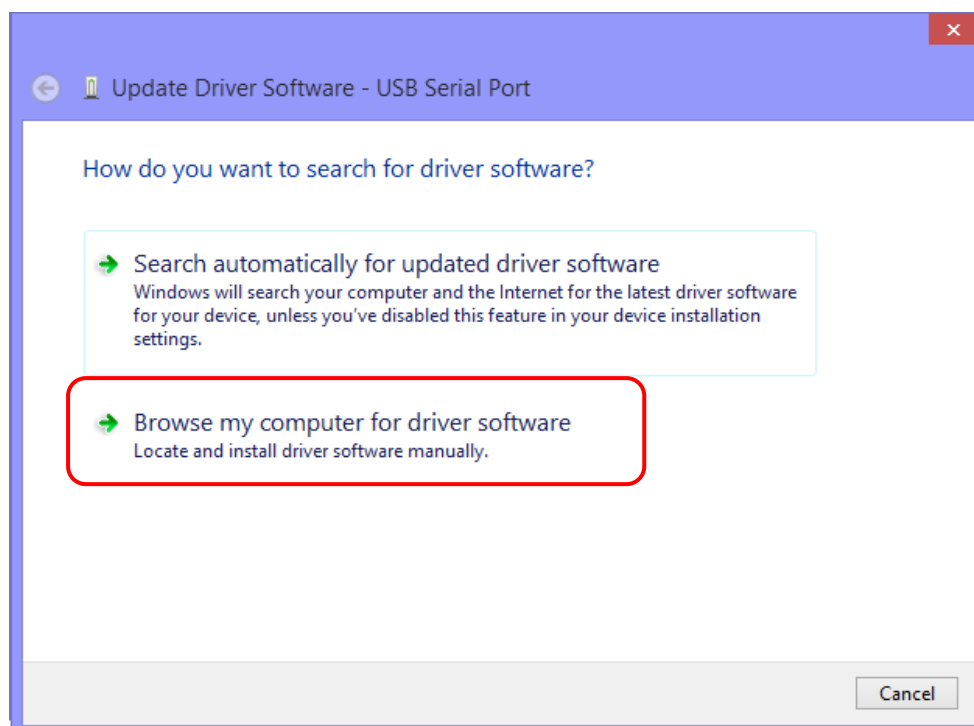 Update Driver Software - USB Serial Port
How do you want to search for driver software?
Search automatically for updated driver software
Windows will search your computer and the Internet for the latest driver software
for your device, unless you've disabled this feature in your device installation
settings.
Browse my computer for driver software
Locate and install driver software manually.
Cancel